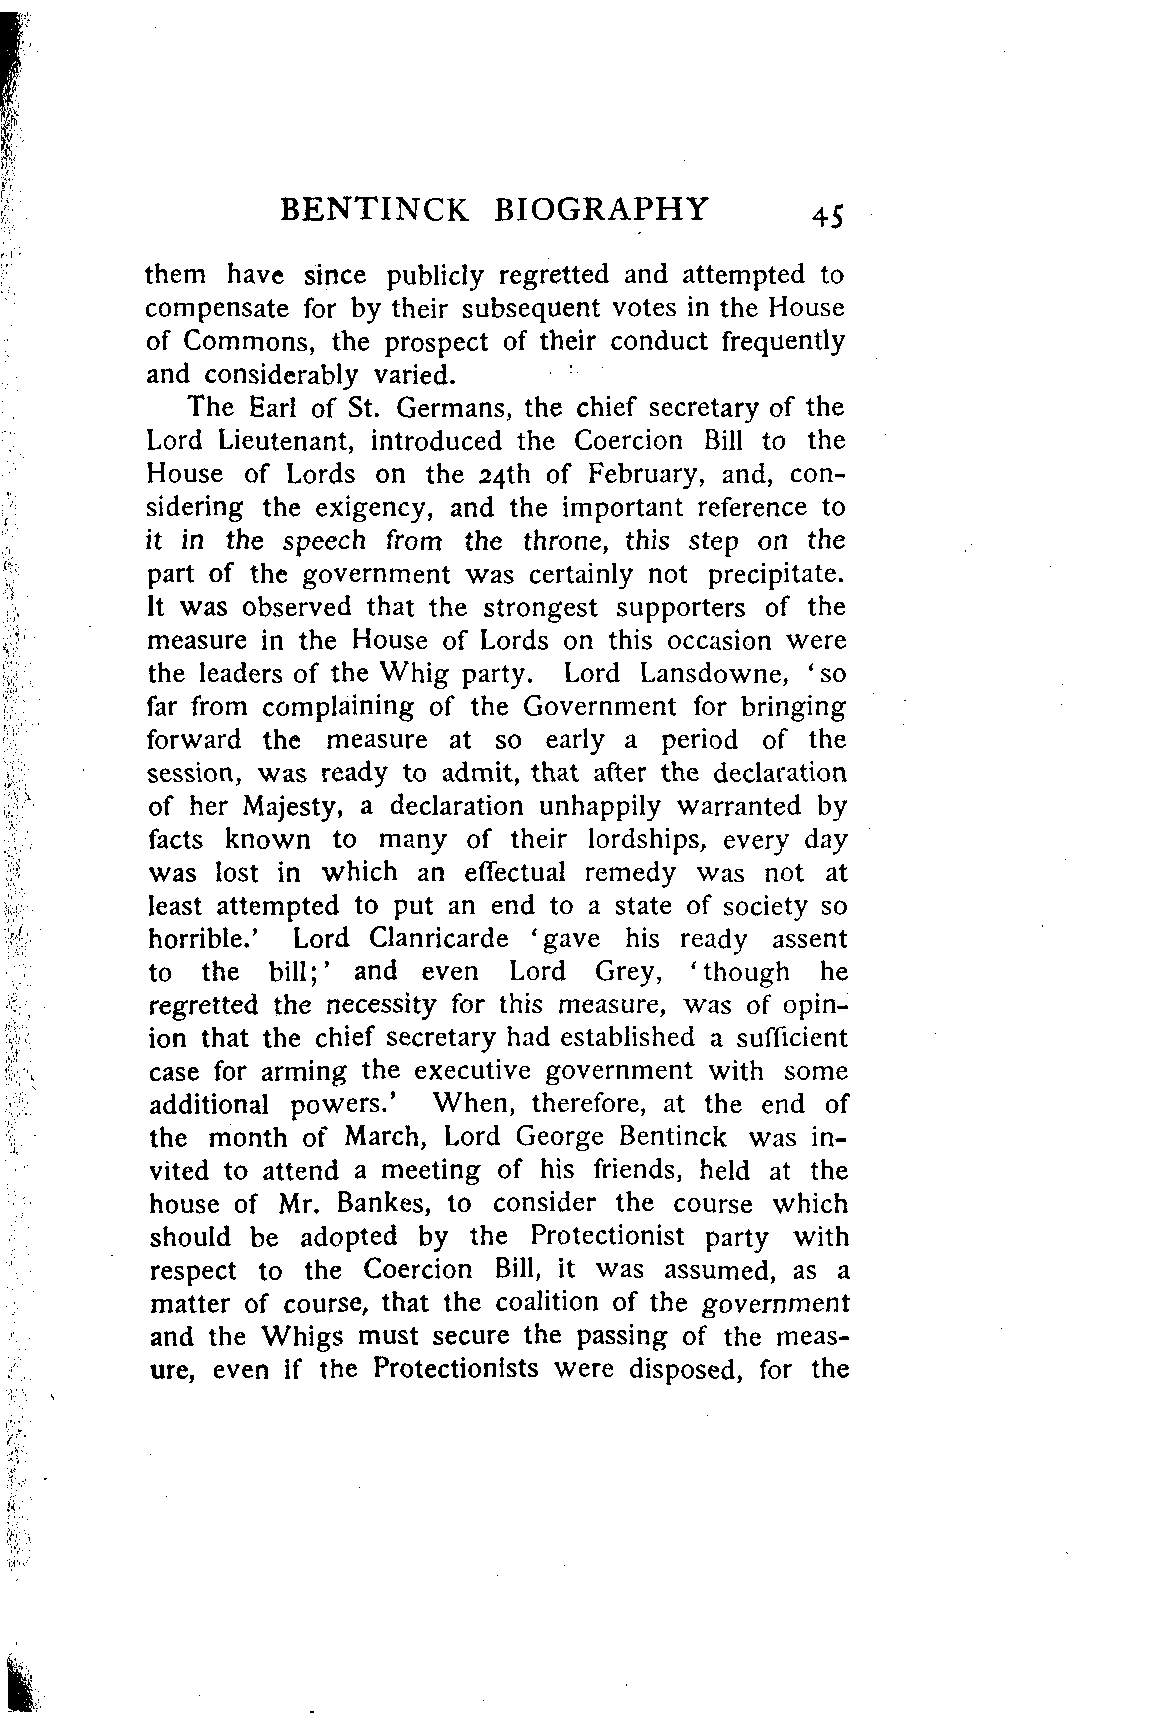 BENTINCK BIOGRAPHY 45
them have since publicly regretted and attempted to
compensate for by their subsequent votes in the House
of Commons, the prospect of their conduct frequently
and considerably varied.
The Earl of St. Germans, the chief secretary of the
Lord Lieutenant, introduced the Coercion Bill to the
House of Lords on the 24th of February, and, con-
sidering the exigency, and the important reference to
it in the speech from the throne, this step on the
part of the government was certainly not precipitate.
It was observed that the strongest supporters of the
measure in the House of Lords on this occasion were
the leaders of the Whig party. Lord Lansdowne, ‘so
far from complaining of the Government for bringing
forward the measure at so early a period of the
session, was ready to admit, that after the declaration
of her Majesty, a declaration unhappily warranted by
facts known to many of their lordships, every day
was lost in which an effectual remedy was not at
least attempted to put an end to a state of society so
horrible.’ Lord Clanricarde ‘gave his ready assent
to the bill;’ and even Lord Grey, ‘though he
regretted the necessity for this measure, was of opin-
ion that the chief secretary had established a sufficient
case for arming the executive government with some
additional powers.’ When, therefore, at the end of
the month of March, Lord George Bentinck was in-
vited to attend a meeting of his friends, held at the
house of Mr. Bankes, to consider the course which
should be adopted by the Protectionist party with
respect to the Coercion Bill, it was assumed, as a
matter of course, that the coalition of the government
and the Whigs must secure the passing of the meas-
ure, even if the Protectionists were disposed, for the